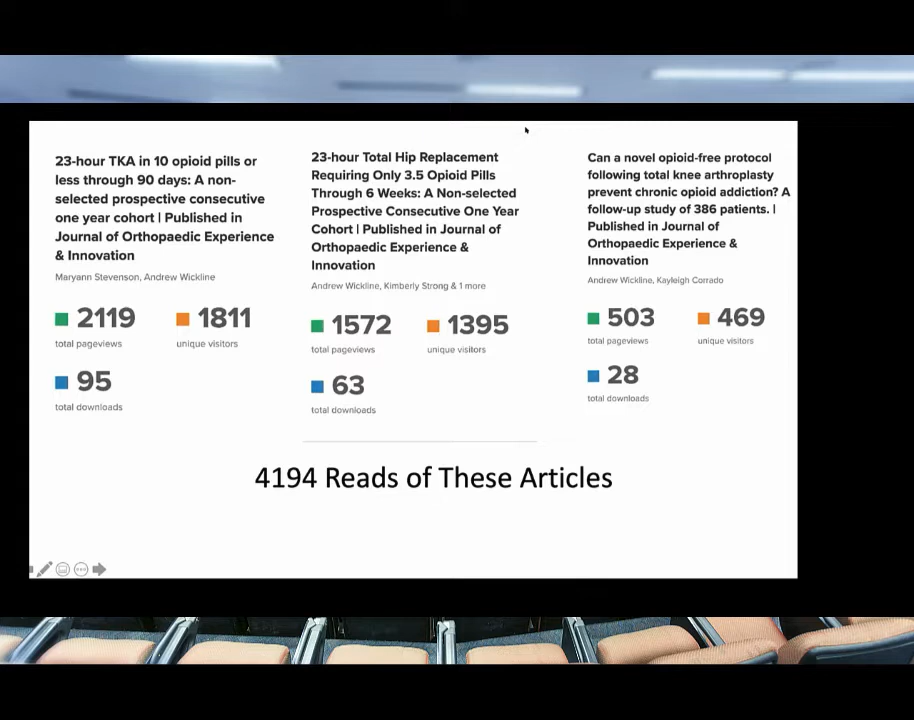 23-hour TKA in 10 opioid pills or
less through 90 days: A non-
selected prospective consecutive
one year cohort | Published in
Journal of Orthopaedic Experience
& Innovation
Maryann Stevenson, Andrew Wickline
2119
total pageviews
1811
unique visitors
95
total downloads
23-hour Total Hip Replacement
Requiring Only 3.5 Opioid Pills
Through 6 Weeks: A Non-selected
Prospective Consecutive One Year
Cohort | Published in Journal of
Orthopaedic Experience &
Innovation
Andrew Wickline, Kimberly Strong & 1 more
1572
total pageviews
1395
unique visitors
63
total downloads
Can a novel opioid-free protocol
following total knee arthroplasty
prevent chronic opioid addiction? A
follow-up study of 386 patients. |
Published in Journal of
Orthopaedic Experience &
Innovation
Andrew Wickline, Kayleigh Corrado
503
total pageviews
469
unique visitors
28
total downloads
4194 Reads of These Articles